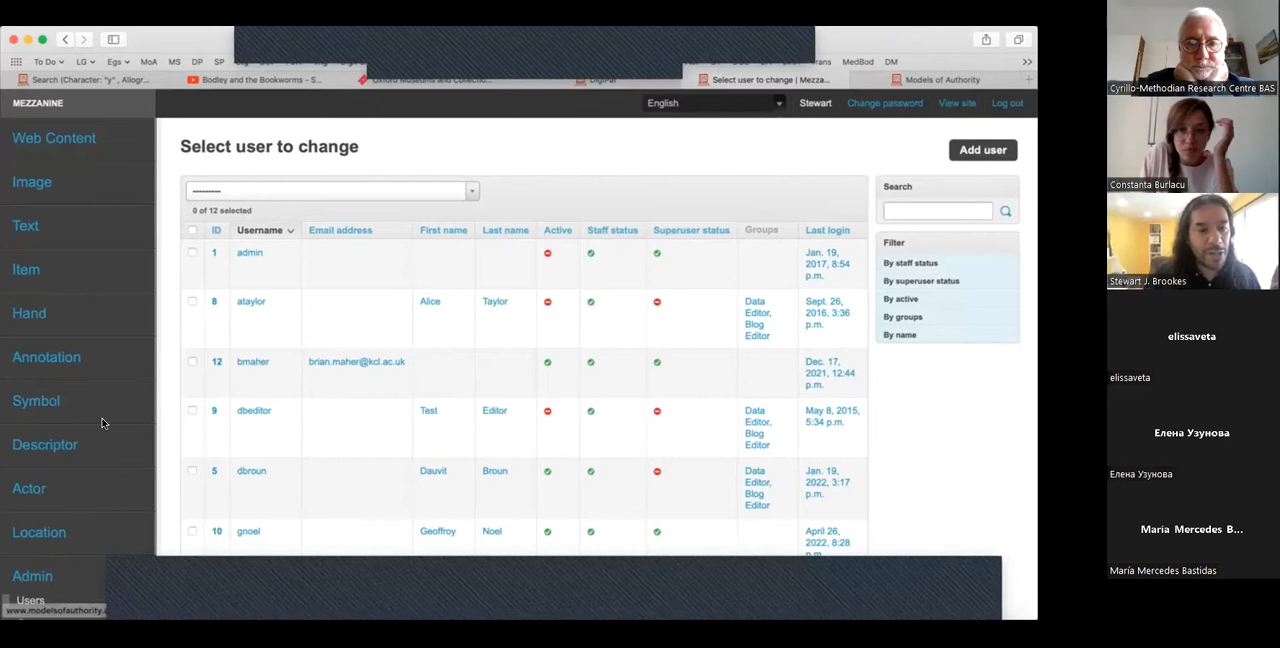 To Do
LG
Egs
MoA
MS
DP
SP
rans
MedBod
DM
Search (Character: "y" , Allogr...
Bodley and the Bookworms - S...
Select user to change | Mezza...
Models of Authority
MEZZANINE
English
Stewart
Change password
View site
Log out
Web Content
Image
Text
Item
Hand
Annotation
Symbol
Descriptor
Actor
Location
Admin
Users
www.modelsofauthority.
Select user to change
Add user
---------
0 of 12 selected
ID Username Email address First name Last name Active Staff status Superuser status Groups Last login
1 admin Jan. 19, 2017, 8:54 p.m.
8 ataylor Alice Taylor Data Editor, Blog Editor Sept. 26, 2016, 3:36 p.m.
12 bmaher brian.maher@kcl.ac.uk Dec. 17, 2021, 12:44 p.m.
9 dbeditor Test Editor Data Editor, Blog Editor May 8, 2015, 5:34 p.m.
5 dbroun Dauvit Broun Data Editor, Blog Editor Jan. 19, 2022, 3:17 p.m.
10 gnoel Geoffroy Noel April 26, 2022, 8:28 p.m.
Search
Filter
By staff status
By superuser status
By active
By groups
By name
Cyrillo-Methodian Research Centre BAS
Constanta Burlacu
Stewart J. Brookes
elissaveta
elissaveta
Елена Узунова
Елена Узунова
María Mercedes B...
María Mercedes Bastidas